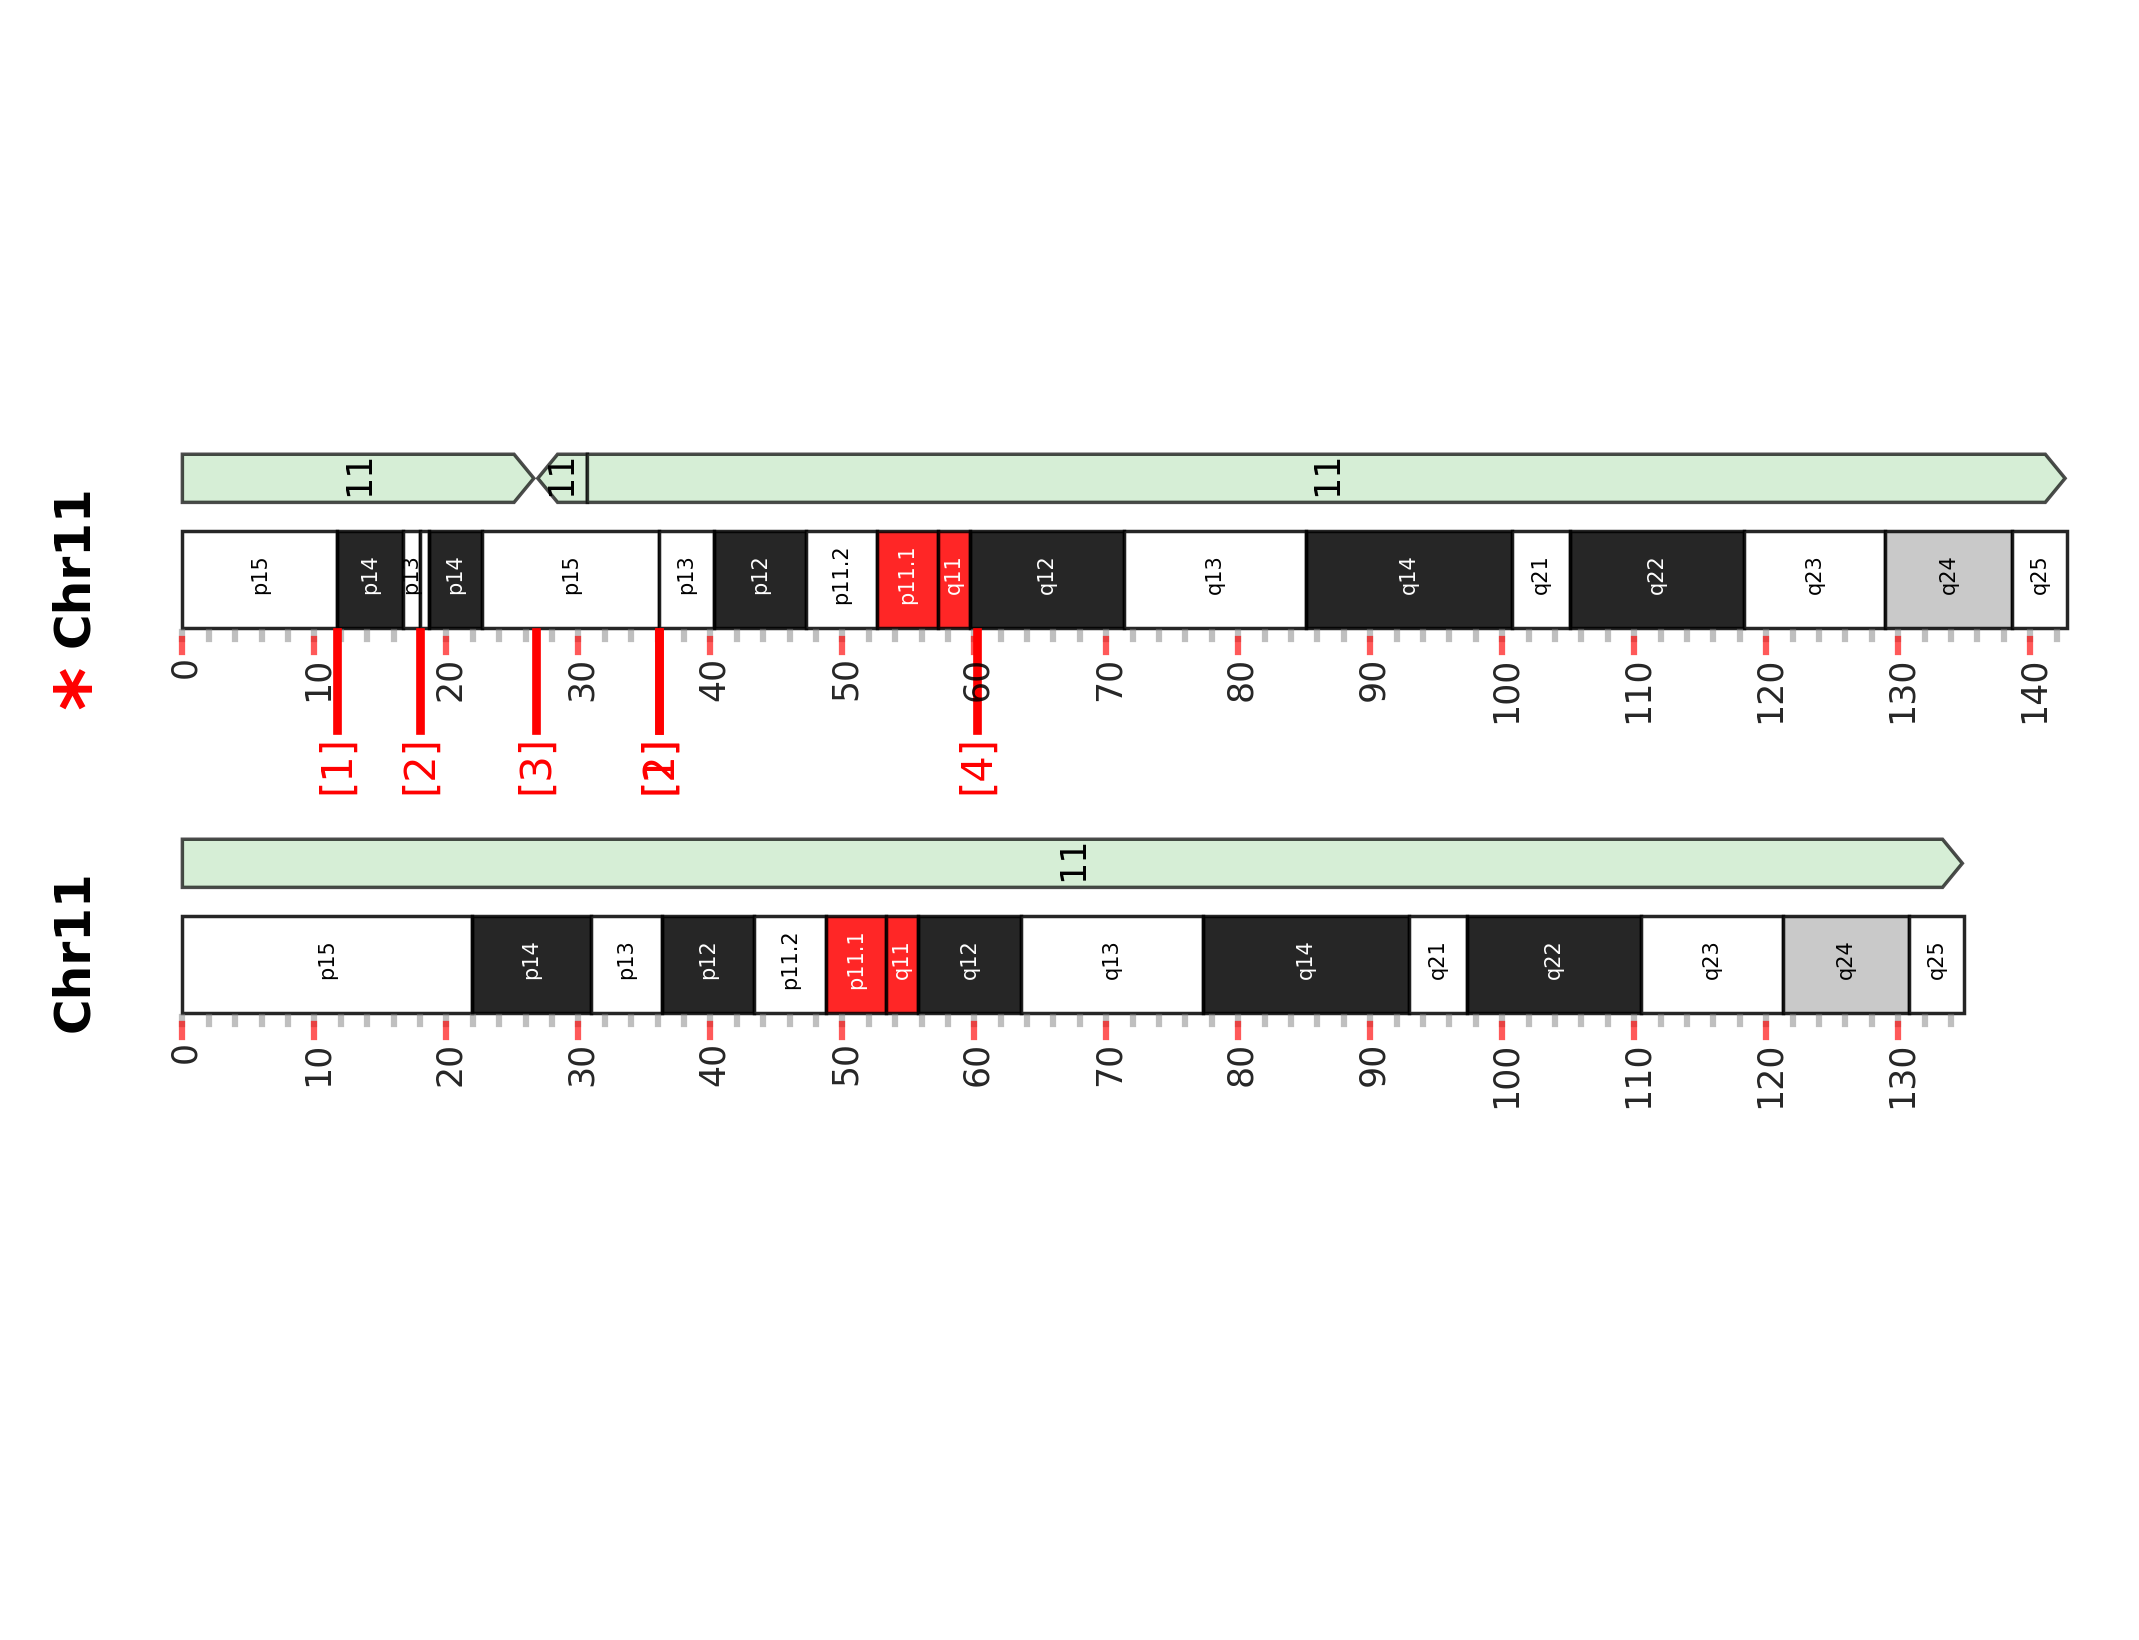 * Chr11
11 11 11
p15 p14 p13 p14 p15 p13 p12 p11.2 p11.1 q11 q12 q13 q14 q21 q22 q23 q24 q25
0 10 20 30 40 50 60 70 80 90 100 110 120 130 140
[1] [2] [3] [2] [1] [4]
Chr11
11
p15 p14 p13 p12 p11.2 p11.1 q11 q12 q13 q14 q21 q22 q23 q24 q25
0 10 20 30 40 50 60 70 80 90 100 110 120 130